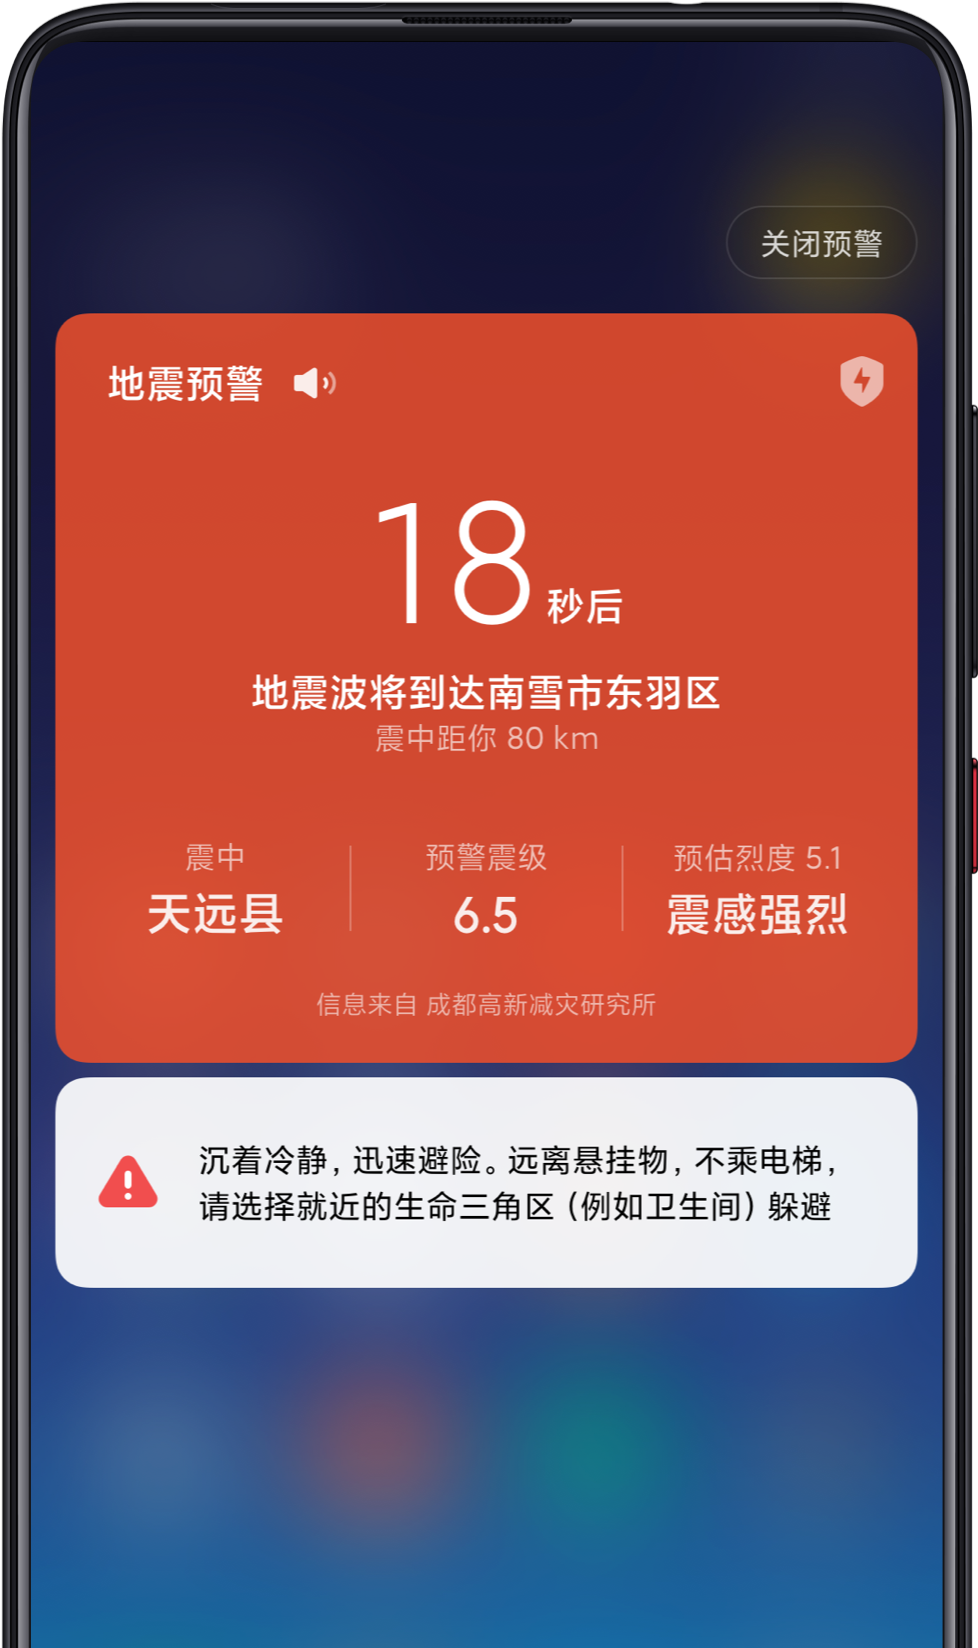 关闭预警
地震预警
18 秒后
地震波将到达南雪市东羽区
震中距你 80 km
震中 预警震级 预估烈度 5.1
天远县 6.5 震感强烈
信息来自 成都高新减灾研究所
沉着冷静，迅速避险。远离悬挂物，不乘电梯，
请选择就近的生命三角区（例如卫生间）躲避